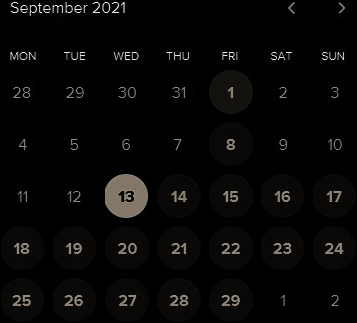 September 2021
MON TUE WED THU FRI SAT SUN
28 29 30 31 1 2 3
4 5 6 7 8 9 10
11 12 13 14 15 16 17
18 19 20 21 22 23 24
25 26 27 28 29 1 2